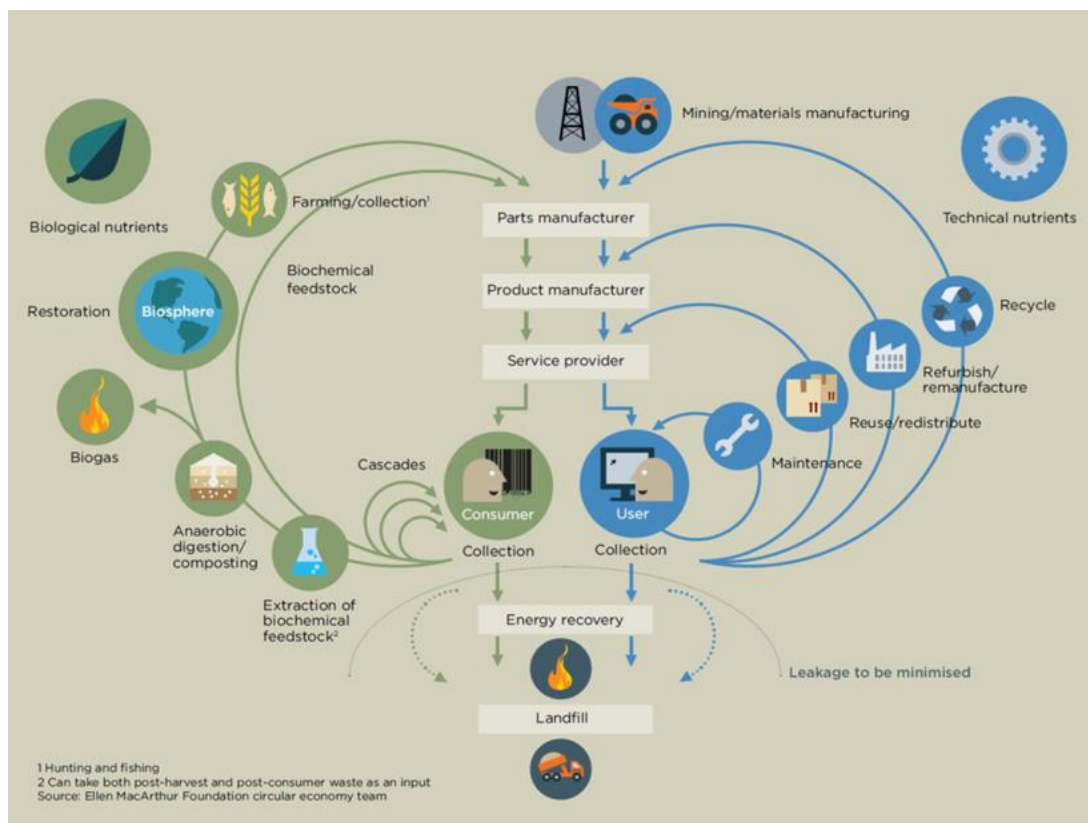 Mining/materials manufacturing
Biological nutrients
Farming/collection¹
Parts manufacturer
Technical nutrients
Biochemical
feedstock
Product manufacturer
Restoration
Biosphere
Recycle
Service provider
Refurbish/
remanufacture
Reuse/redistribute
Biogas
Cascades
Maintenance
Consumer
User
Anaerobic
digestion/
composting
Collection
Collection
Extraction of
biochemical
feedstock²
Energy recovery
Leakage to be minimised
Landfill
1 Hunting and fishing
2 Can take both post-harvest and post-consumer waste as an input
Source: Ellen MacArthur Foundation circular economy team